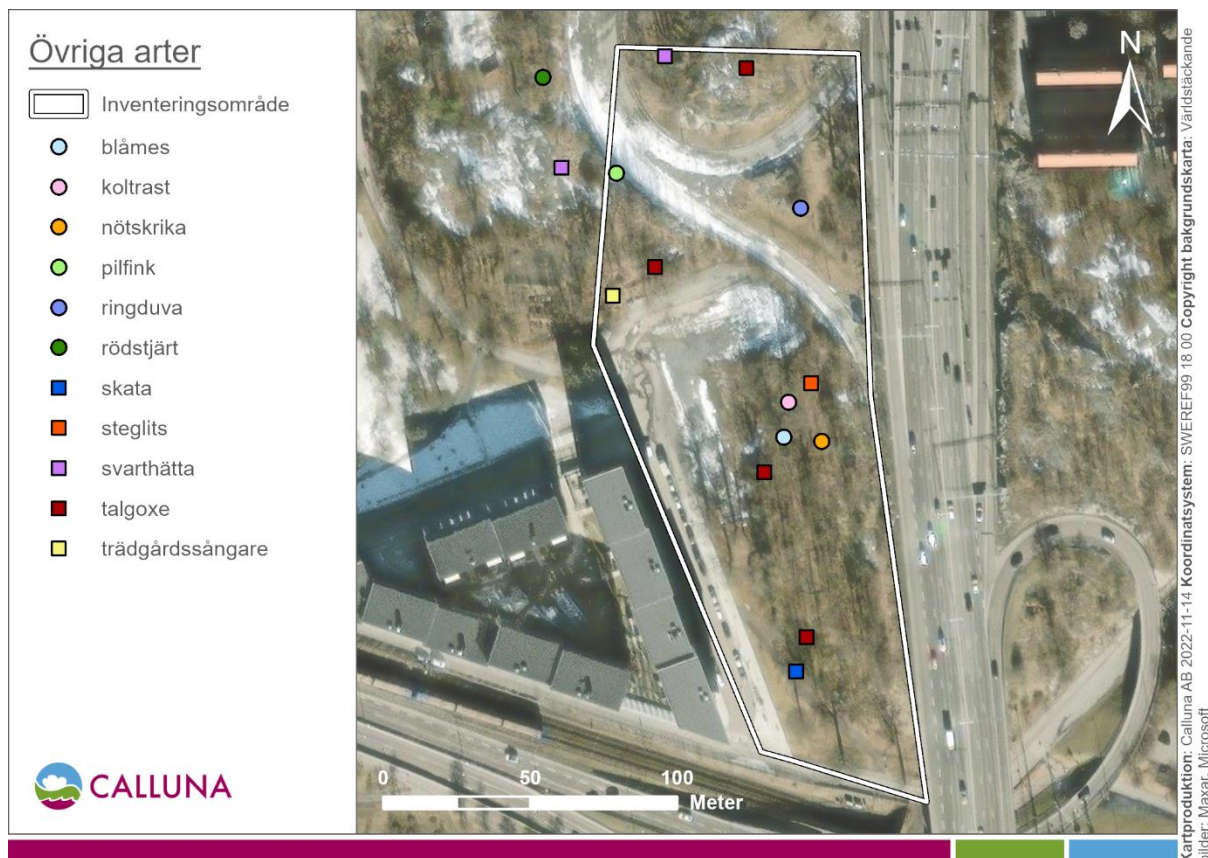 Övriga arter
Inventeringsområde
blåmes
koltrast
nötskrika
pilfink
ringduva
rödstjärt
skata
steglits
svarthätta
talgoxe
trädgårdssångare
CALLUNA
N
0 50 100
Meter
Kartproduktion: Calluna AB 2022-11-14 Koordinatsystem: SWEREF99 18 00 Copyright bakgrundskarta: Världstäckande
bilder: Maxar, Microsoft